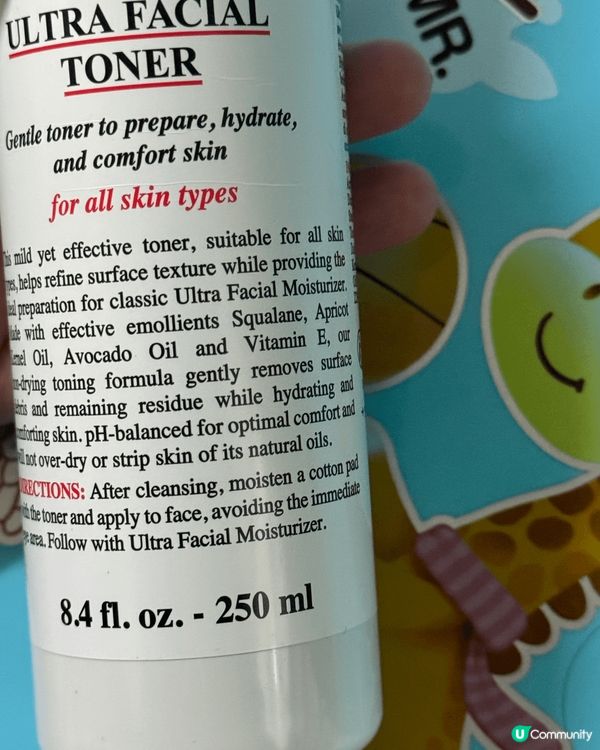 ULTRA FACIAL
TONER
Gentle toner to prepare, hydrate,
and comfort skin
for all skin types
mild yet effective toner, suitable for all skin
helps refine surface texture while providing the
preparation for classic Ultra Facial Moisturizer.
with effective emollients Squalane, Apricot
Oil, Avocado Oil and Vitamin E, our
toning formula gently removes surface
and remaining residue while hydrating and
skin. pH-balanced for optimal comfort and
not over-dry or strip skin of its natural oils.
After cleansing, moisten a cotton pad
the toner and apply to face, avoiding the immediate
area. Follow with Ultra Facial Moisturizer.
8.4 fl. oz. - 250 ml
MR.
U Community